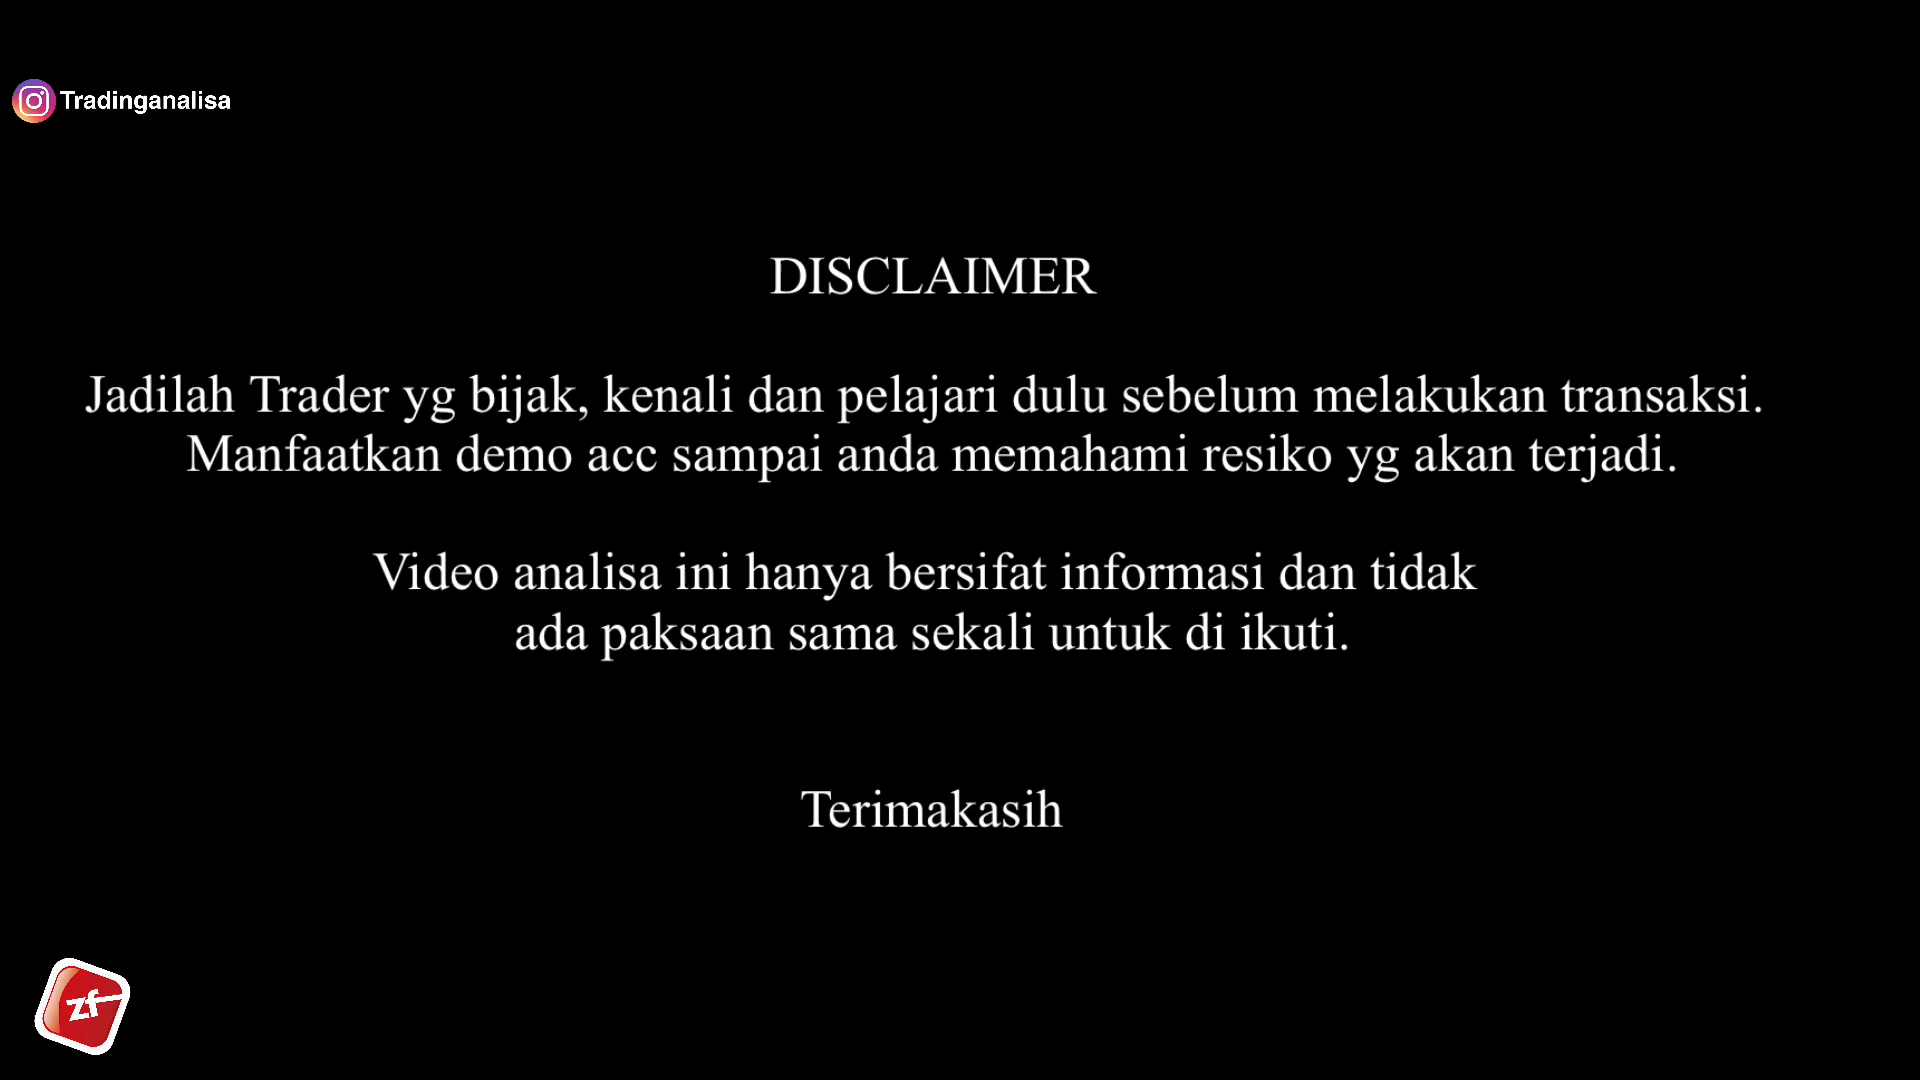 Tradinganalisa
DISCLAIMER
Jadilah Trader yg bijak, kenali dan pelajari dulu sebelum melakukan transaksi.
Manfaatkan demo acc sampai anda memahami resiko yg akan terjadi.
Video analisa ini hanya bersifat informasi dan tidak
ada paksaan sama sekali untuk di ikuti.
Terimakasih
zf